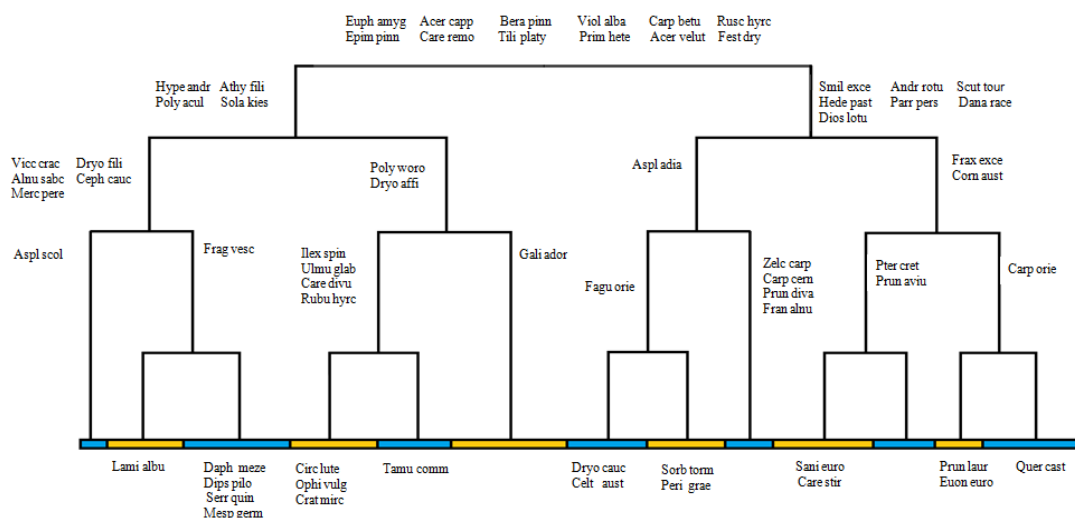 Euph amyg Acer capp Bera pinn Viol alba Carp betu Rusc hyrc
Epim pinn Care remo Tili platy Prim hete Acer velut Fest dry
Hype andr Athy fili
Poly acul Sola kies
Smil exce Andr rotu Scut tour
Hede past Parr pers Dana race
Dios lotu
Vicc crac Dryo fili
Alnu sabc Ceph cauc
Merc pere
Poly woro
Dryo affi
Aspl adia
Frax exce
Corn aust
Aspl scol
Frag vesc
Ilex spin
Ulmu glab
Care divu
Rubu hyrc
Gali ador
Fagu orie
Zelc carp
Carp cern
Prun diva
Fran alnu
Pter cret
Prun aviu
Carp orie
Lami albu
Daph meze
Dips pilo
Serr quin
Mesp germ
Circ lute
Ophi vulg
Crat mirc
Tamu comm
Dryo cauc
Celt aust
Sorb torm
Peri grae
Sani euro
Care stir
Prun laur
Euon euro
Quer cast